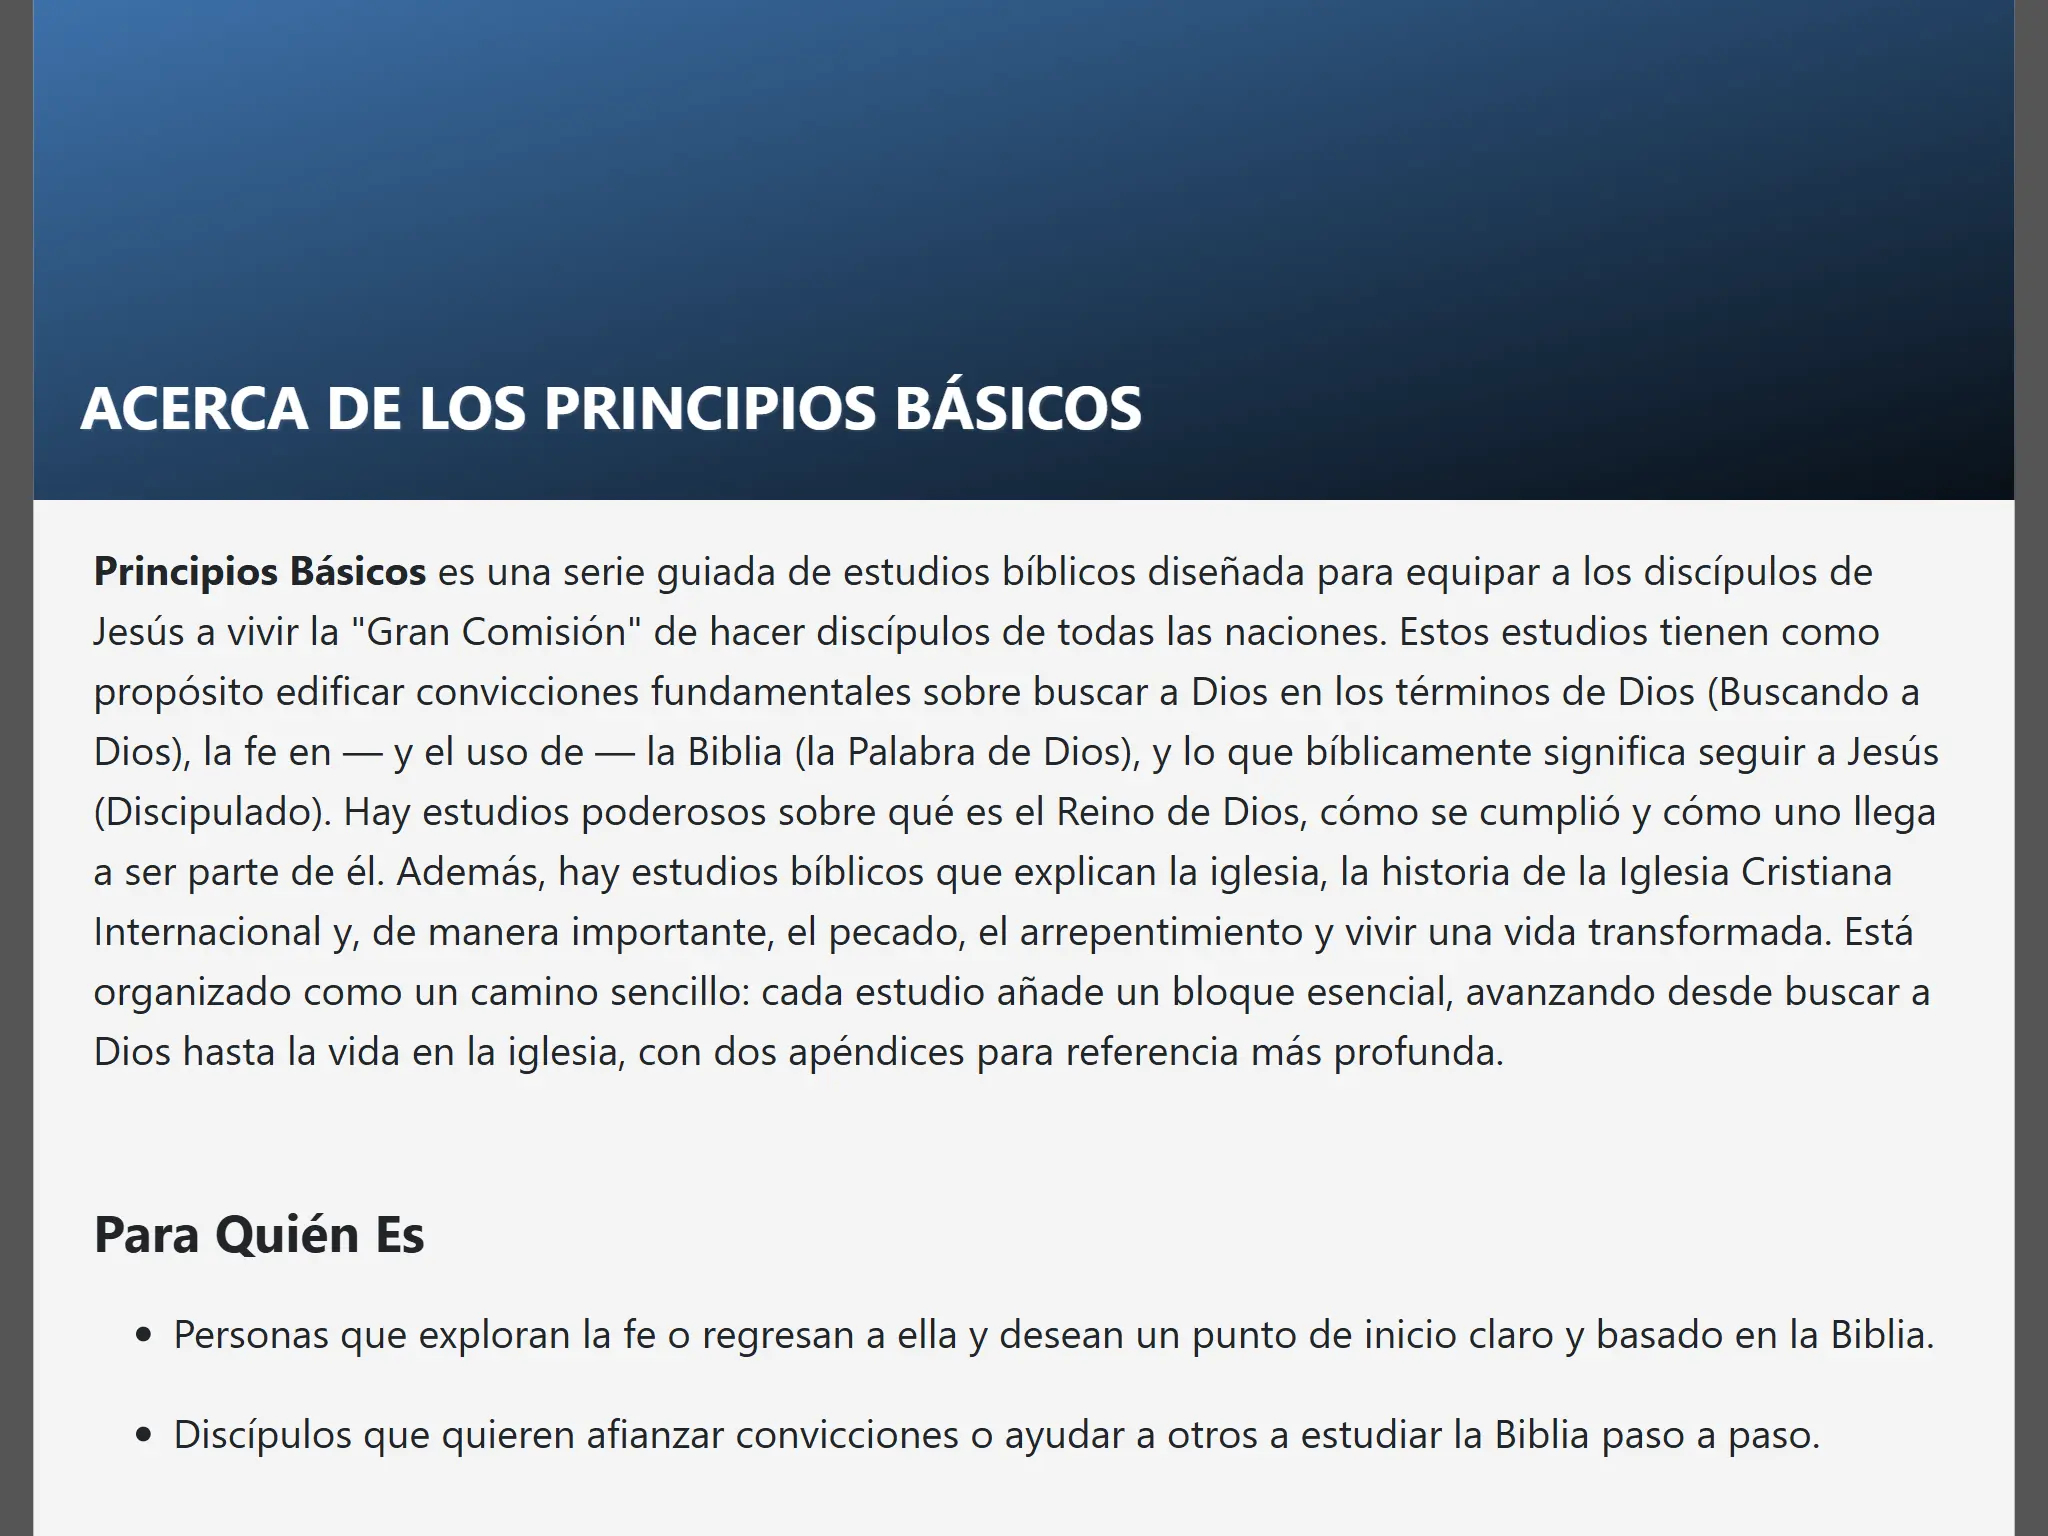 ACERCA DE LOS PRINCIPIOS BÁSICOS
Principios Básicos es una serie guiada de estudios bíblicos diseñada para equipar a los discípulos de
Jesús a vivir la "Gran Comisión" de hacer discípulos de todas las naciones. Estos estudios tienen como
propósito edificar convicciones fundamentales sobre buscar a Dios en los términos de Dios (Buscando a
Dios), la fe en — y el uso de — la Biblia (la Palabra de Dios), y lo que bíblicamente significa seguir a Jesús
(Discipulado). Hay estudios poderosos sobre qué es el Reino de Dios, cómo se cumplió y cómo uno llega
a ser parte de él. Además, hay estudios bíblicos que explican la iglesia, la historia de la Iglesia Cristiana
Internacional y, de manera importante, el pecado, el arrepentimiento y vivir una vida transformada. Está
organizado como un camino sencillo: cada estudio añade un bloque esencial, avanzando desde buscar a
Dios hasta la vida en la iglesia, con dos apéndices para referencia más profunda.
Para Quién Es
• Personas que exploran la fe o regresan a ella y desean un punto de inicio claro y basado en la Biblia.
• Discípulos que quieren afianzar convicciones o ayudar a otros a estudiar la Biblia paso a paso.